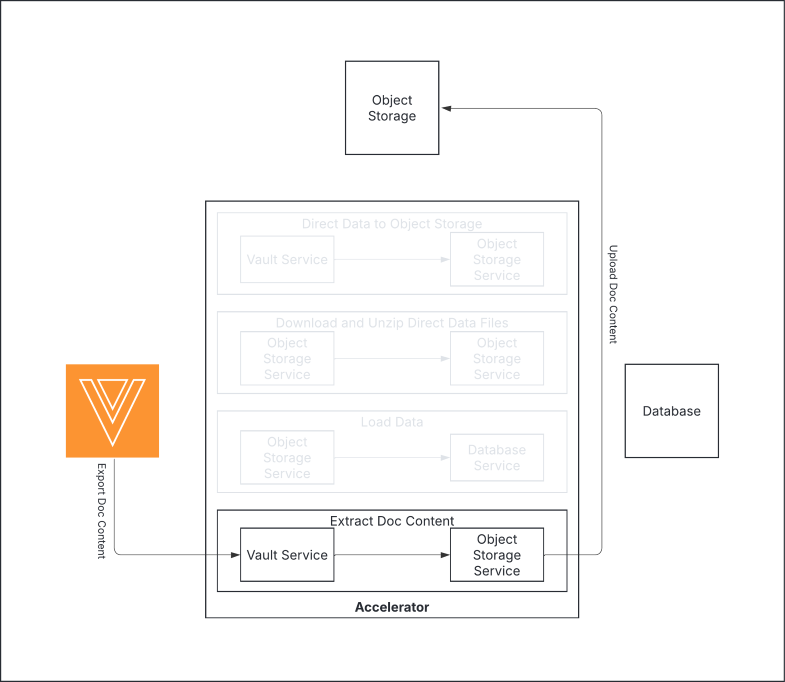 Object
Storage
Direct Data to Object Storage
Vault Service
Object
Storage
Service
Download and Unzip Direct Data Files
Object
Storage
Service
Object
Storage
Service
Load Data
Object
Storage
Service
Database
Service
Extract Doc Content
Vault Service
Object
Storage
Service
Accelerator
Export Doc Content
Upload Doc Content
Database